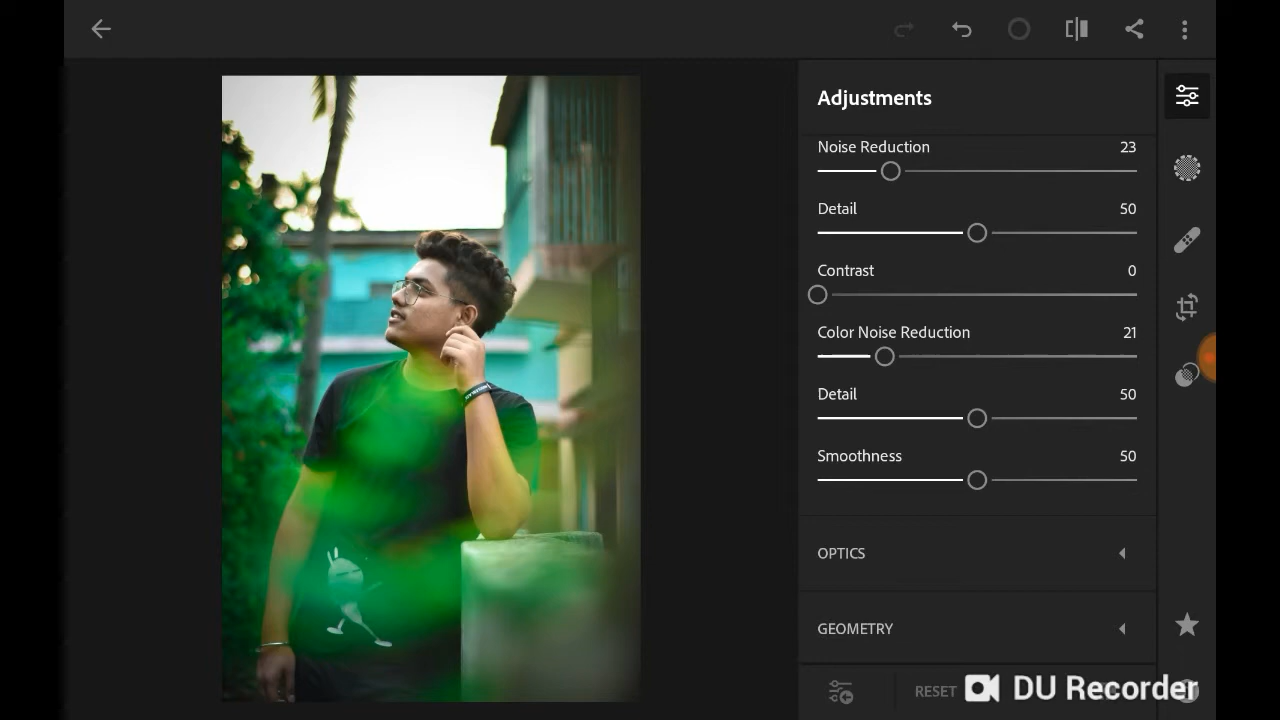 Adjustments
Noise Reduction 23
Detail 50
Contrast 0
Color Noise Reduction 21
Detail 50
Smoothness 50
OPTICS
GEOMETRY
RESET
DU Recorder